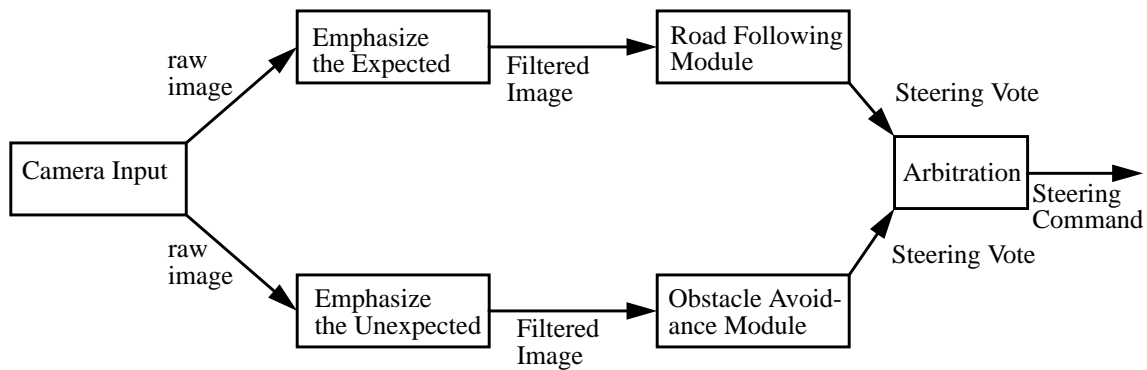 raw
image
Emphasize
the Expected
Filtered
Image
Road Following
Module
Steering Vote
Camera Input
Arbitration
Steering
Command
raw
image
Emphasize
the Unexpected
Filtered
Image
Obstacle Avoid-
ance Module
Steering Vote